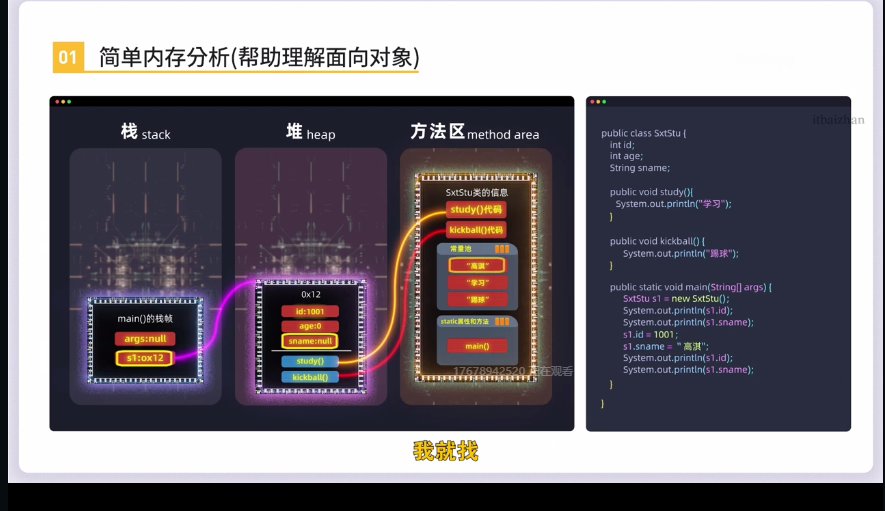 01 简单内存分析(帮助理解面向对象)
栈 stack
堆 heap
方法区 method area
main()的栈帧
args:null
s1:ox12
0x12
id:1001
age:0
sname:null
study()
kickball()
SxtStu类的信息
study()代码
kickball()代码
常量池
"高淇"
"学习"
"踢球"
static属性和方法
main()
17678942520 正在观看
itbaizhan
public class SxtStu {
int id;
int age;
String sname;
public void study(){
System.out.println("学习");
}
public void kickball() {
System.out.println("踢球");
}
public static void main(String[] args) {
SxtStu s1 = new SxtStu();
System.out.println(s1.id);
System.out.println(s1.sname);
s1.id = 1001;
s1.sname = "高淇";
System.out.println(s1.id);
System.out.println(s1.sname);
}
}
我就找